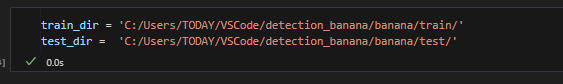 train_dir = 'C:/Users/TODAY/VSCode/detection_banana/banana/train/'
test_dir =  'C:/Users/TODAY/VSCode/detection_banana/banana/test/'
0.0s